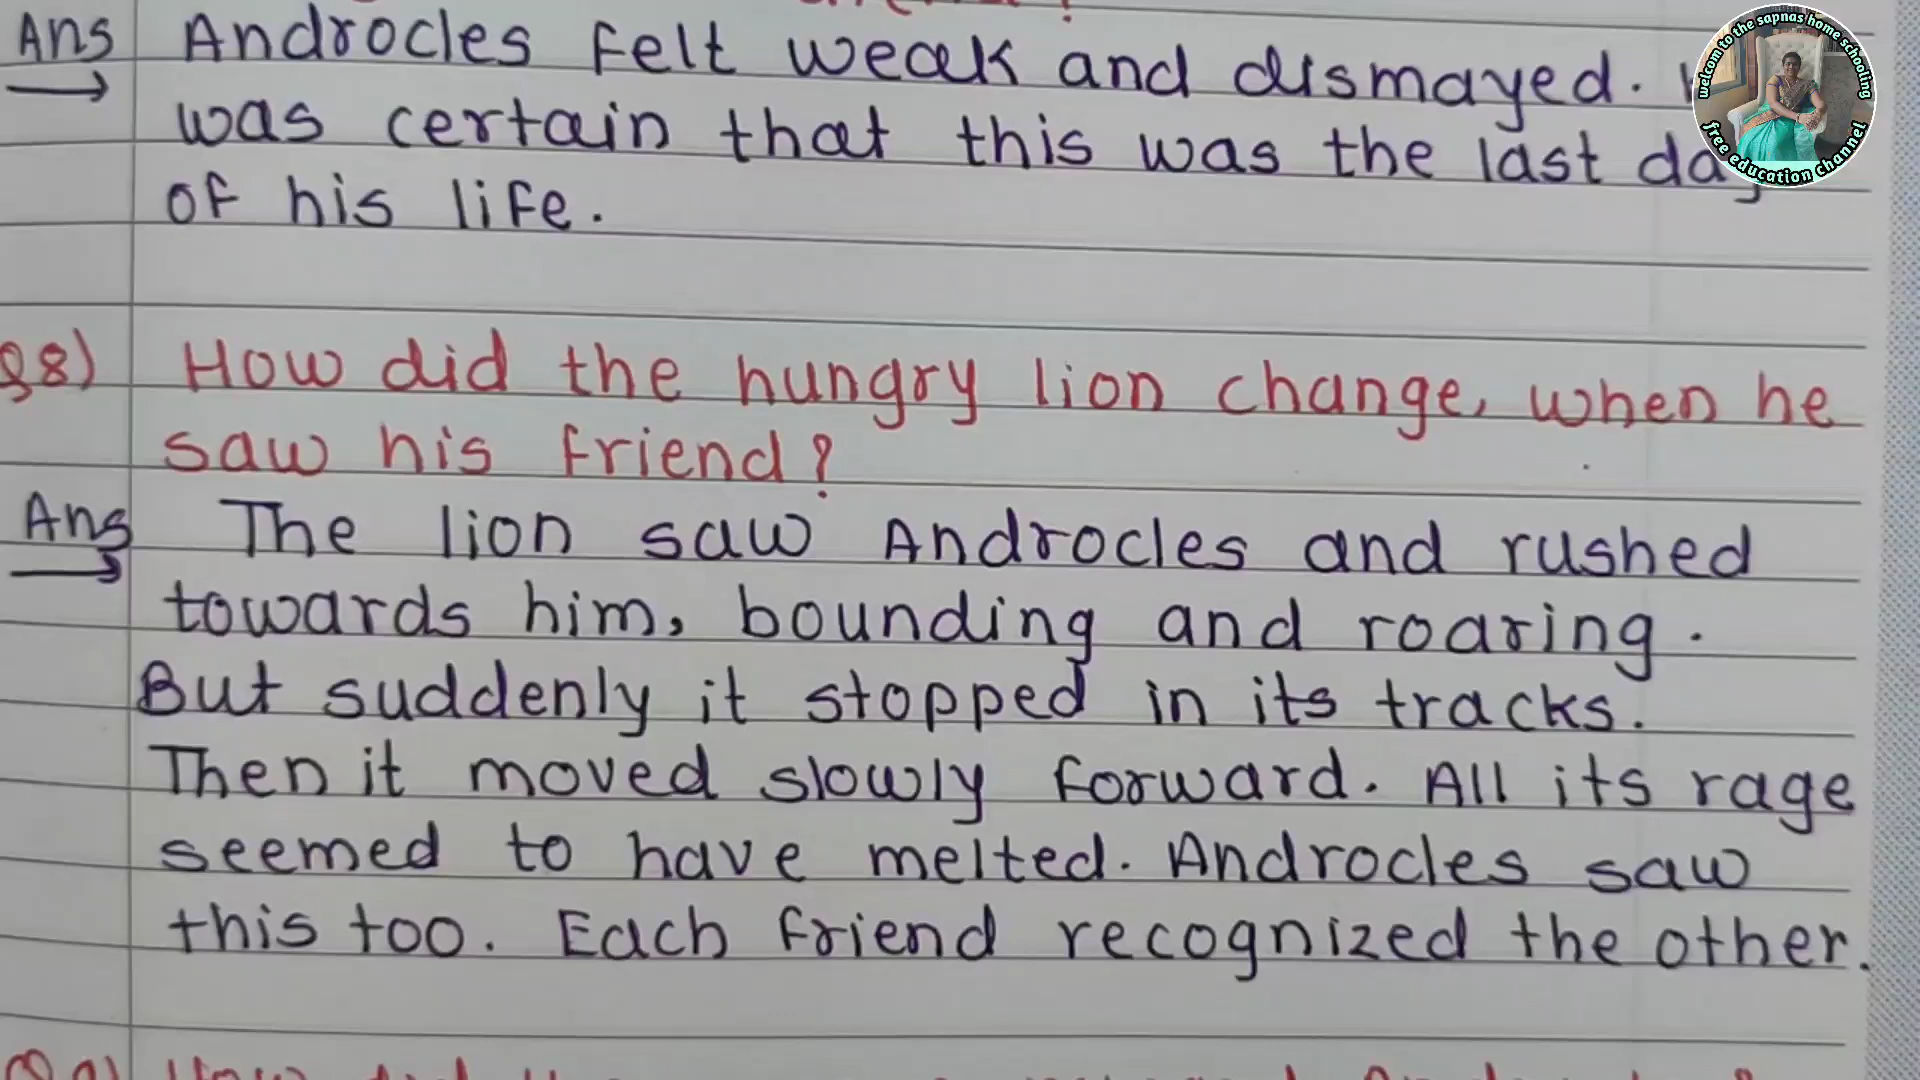 Ans Androcles felt weak and dismayed.
was certain that this was the last day
of his life.
Q8) How did the hungry lion change, when he
saw his friend?
Ans The lion saw Androcles and rushed
towards him, bounding and roaring.
But suddenly it stopped in its tracks.
Then it moved slowly forward. All its rage
seemed to have melted. Androcles saw
this too. Each friend recognized the other.
welcom to the sapnas home schooling
free education channel